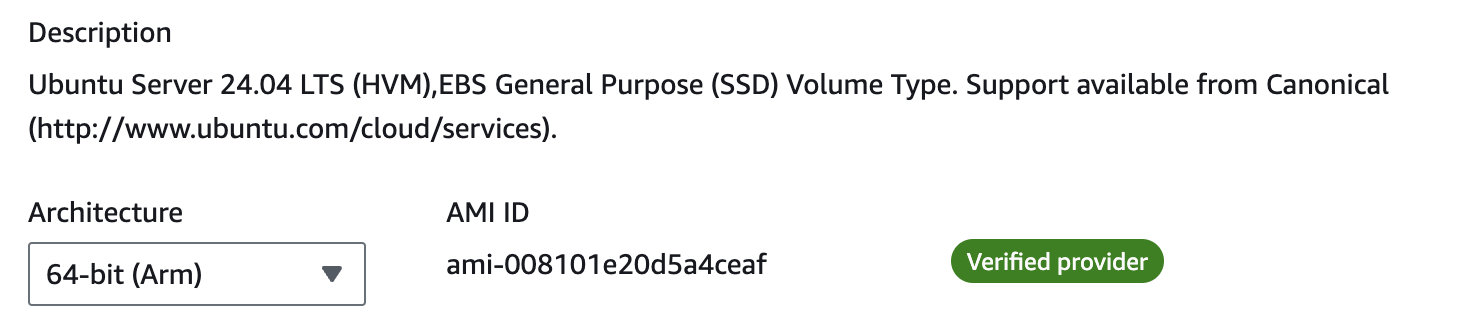 Description
Ubuntu Server 24.04 LTS (HVM),EBS General Purpose (SSD) Volume Type. Support available from Canonical
(http://www.ubuntu.com/cloud/services).
Architecture
AMI ID
64-bit (Arm)
ami-008101e20d5a4ceaf
Verified provider